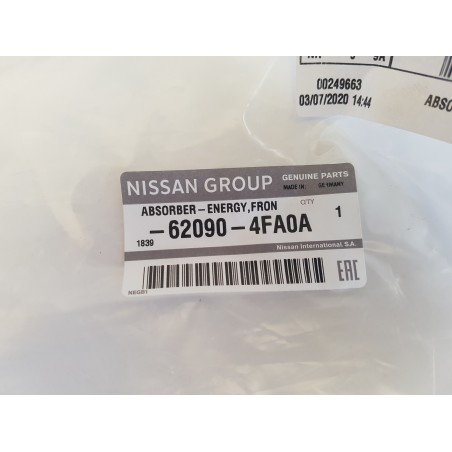 00249663
03/07/2020 14:44
ABSO
NISSAN GROUP
GENUINE PARTS
MADE IN: GERMANY
ABSORBER-ENERGY,FRON
Q'TY
1
-62090-4FA0A
1839
Nissan International S.A.
EAC